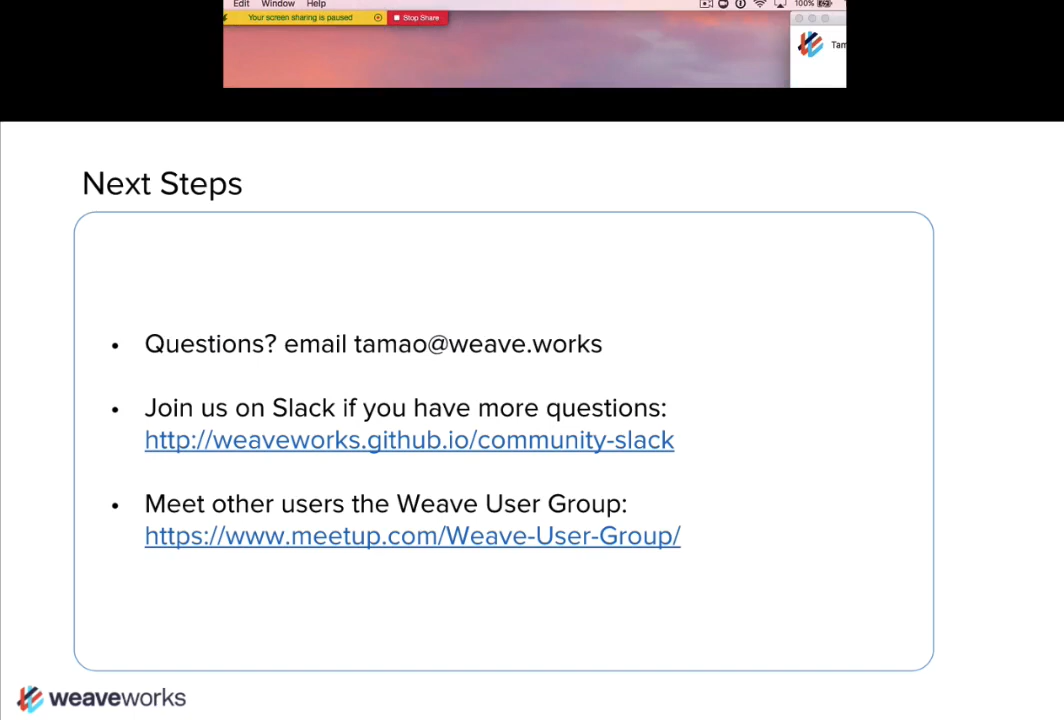 Edit Window Help 100%
Your screen sharing is paused Stop Share
Next Steps
• Questions? email tamao@weave.works
• Join us on Slack if you have more questions:
http://weaveworks.github.io/community-slack
• Meet other users the Weave User Group:
https://www.meetup.com/Weave-User-Group/
weaveworks